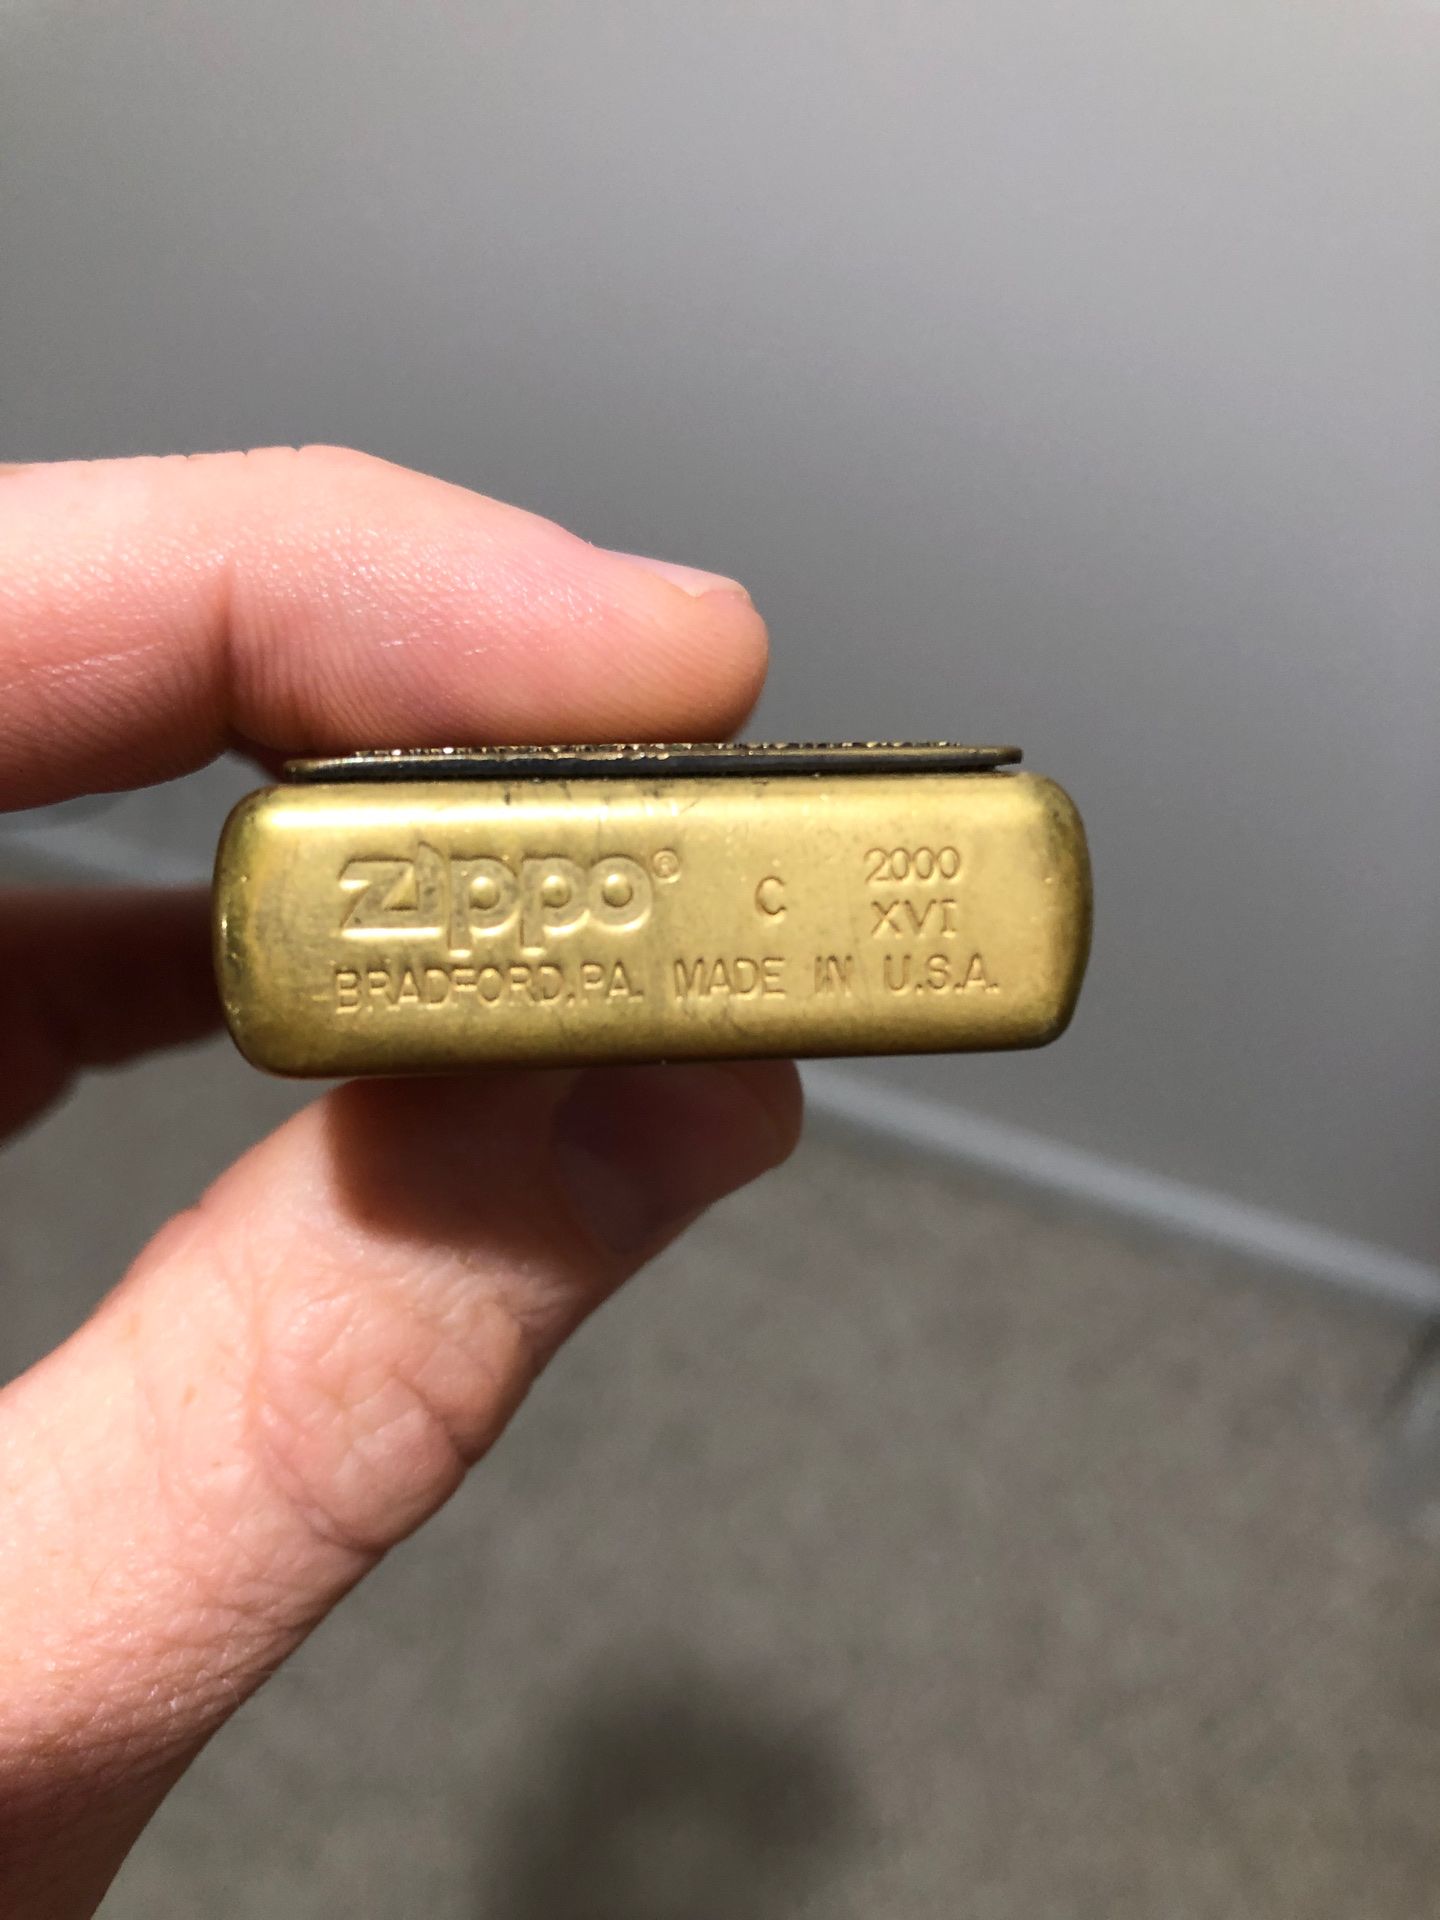 Zippo® C 2000
XVI
BRADFORD, PA. MADE IN U.S.A.